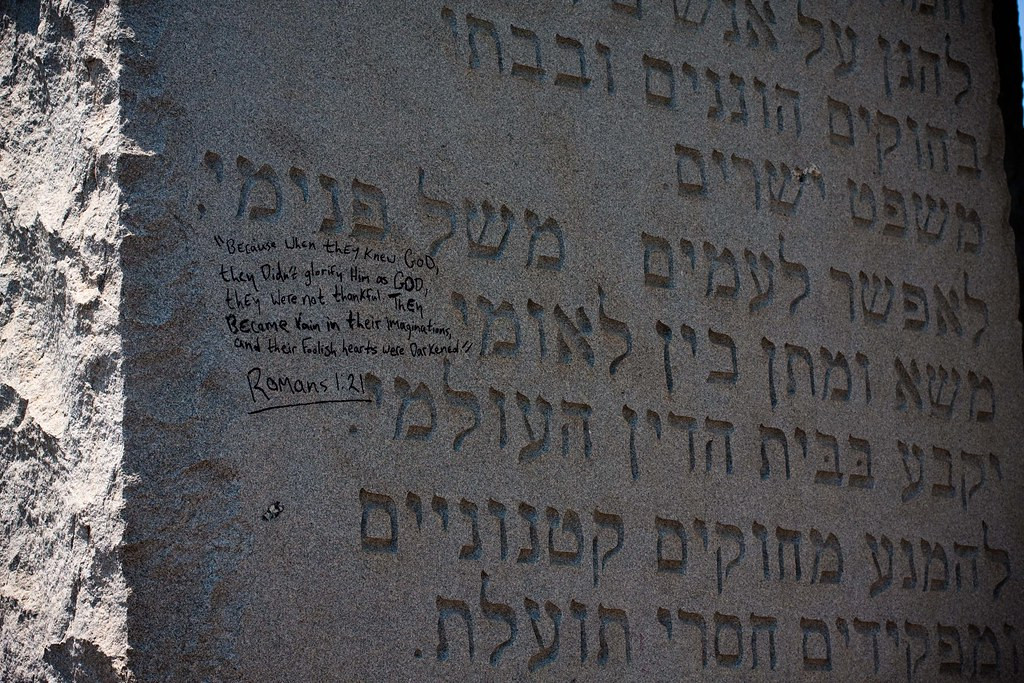 להגן על אנשים
בחוקים הוגנים ובבתי
משפט ישרים.
לאפשר לעמים משל פנימי.
משא ומתן בין לאומי
יקבע בבית הדין העולמי.
להמנע מחוקים קטנוניים
ומפקידים חסרי תועלת.
"Because when they knew GOD,
they Didn't glorify Him as GOD,
they were not thankful. Then
Became Vain in their imaginations,
and their Foolish hearts were Darkened."
Romans 1:21